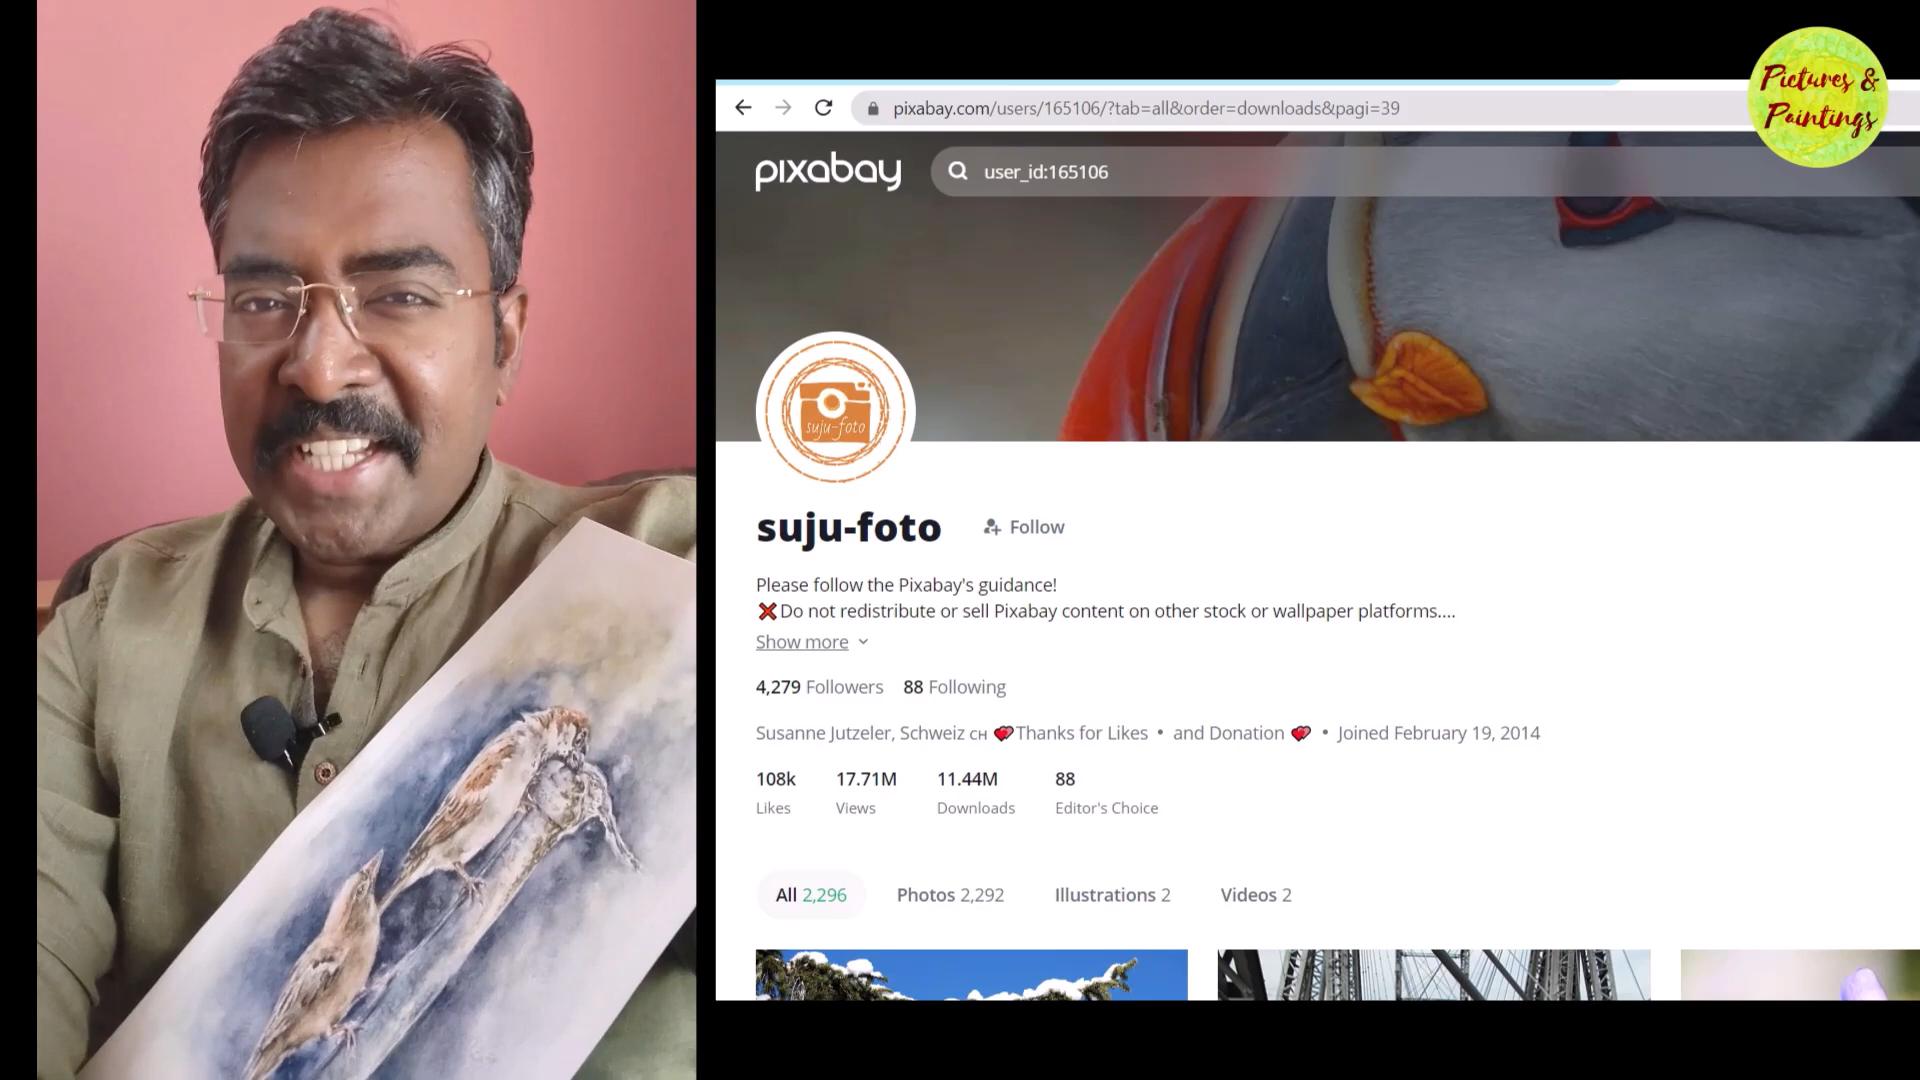 Pictures &
Paintings
pixabay.com/users/165106/?tab=all&order=downloads&pagi=39
pixabay
user_id:165106
suju-foto
suju-foto
Follow
Please follow the Pixabay's guidance!
❌Do not redistribute or sell Pixabay content on other stock or wallpaper platforms....
Show more
4,279 Followers 88 Following
Susanne Jutzeler, Schweiz CH 💕Thanks for Likes • and Donation 💕 • Joined February 19, 2014
108k 17.71M 11.44M 88
Likes Views Downloads Editor's Choice
All 2,296 Photos 2,292 Illustrations 2 Videos 2